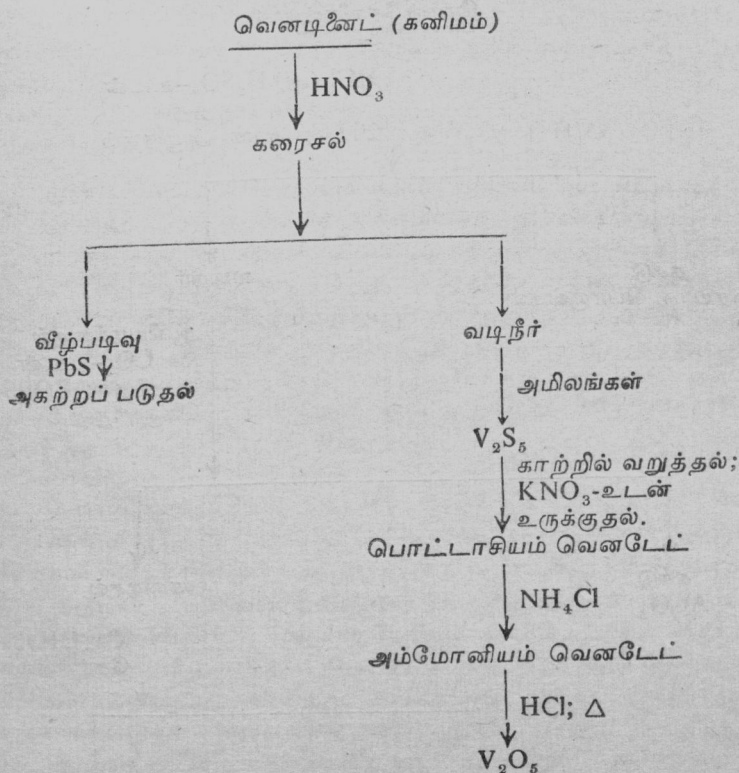 வெனடினைட் (கனிமம்)
HNO₃
கரைசல்
வீழ்படிவு
PbS ↓
அகற்றப் படுதல்
வடிநீர்
அமிலங்கள்
V₂S₅
காற்றில் வறுத்தல்;
KNO₃-உடன்
உருக்குதல்.
பொட்டாசியம் வெனடேட்
NH₄Cl
அம்மோனியம் வெனடேட்
HCl; △
V₂O₅